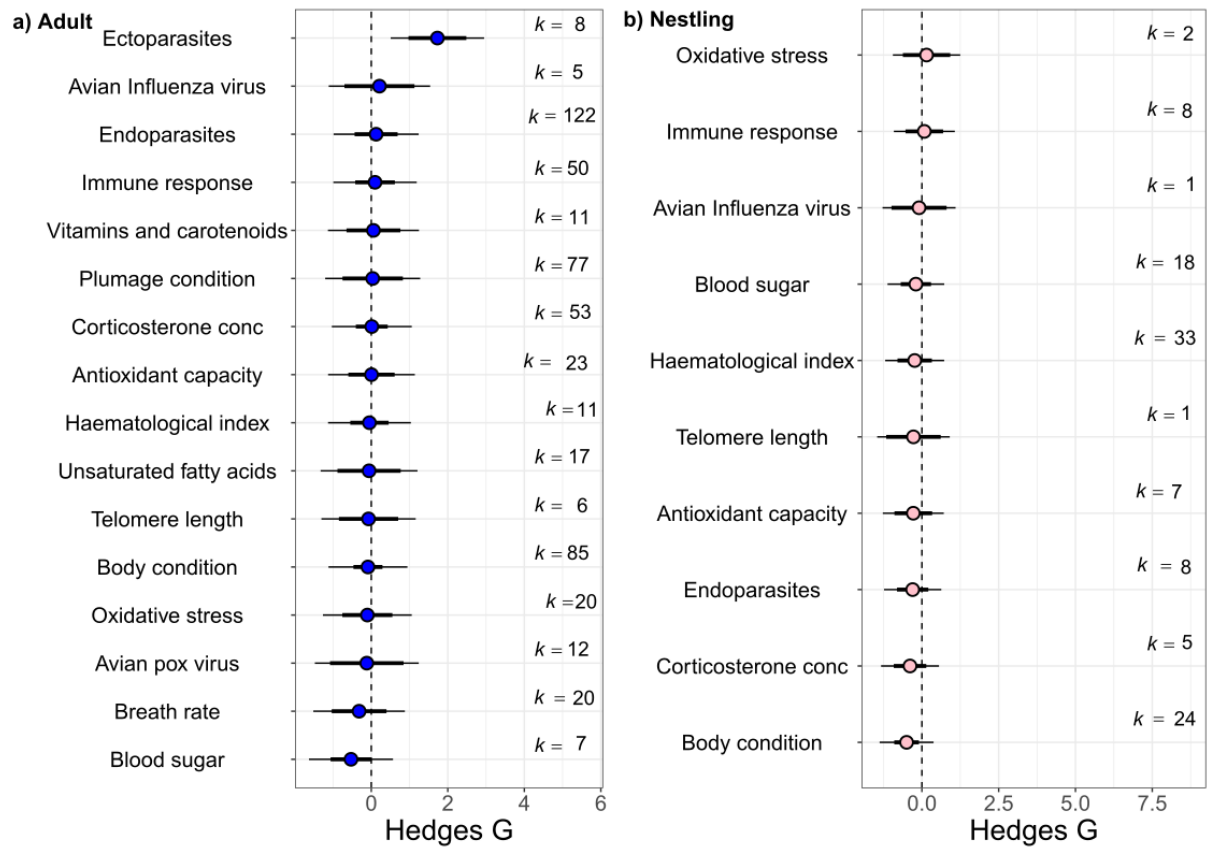 a) Adult
Ectoparasites k = 8
Avian Influenza virus k = 5
Endoparasites k = 122
Immune response k = 50
Vitamins and carotenoids k = 11
Plumage condition k = 77
Corticosterone conc k = 53
Antioxidant capacity k = 23
Haematological index k = 11
Unsaturated fatty acids k = 17
Telomere length k = 6
Body condition k = 85
Oxidative stress k =20
Avian pox virus k = 12
Breath rate k = 20
Blood sugar k = 7
0 2 4 6
Hedges G
b) Nestling
Oxidative stress k = 2
Immune response k = 8
Avian Influenza virus k = 1
Blood sugar k = 18
Haematological index k = 33
Telomere length k = 1
Antioxidant capacity k = 7
Endoparasites k = 8
Corticosterone conc k = 5
Body condition k = 24
0.0 2.5 5.0 7.5
Hedges G